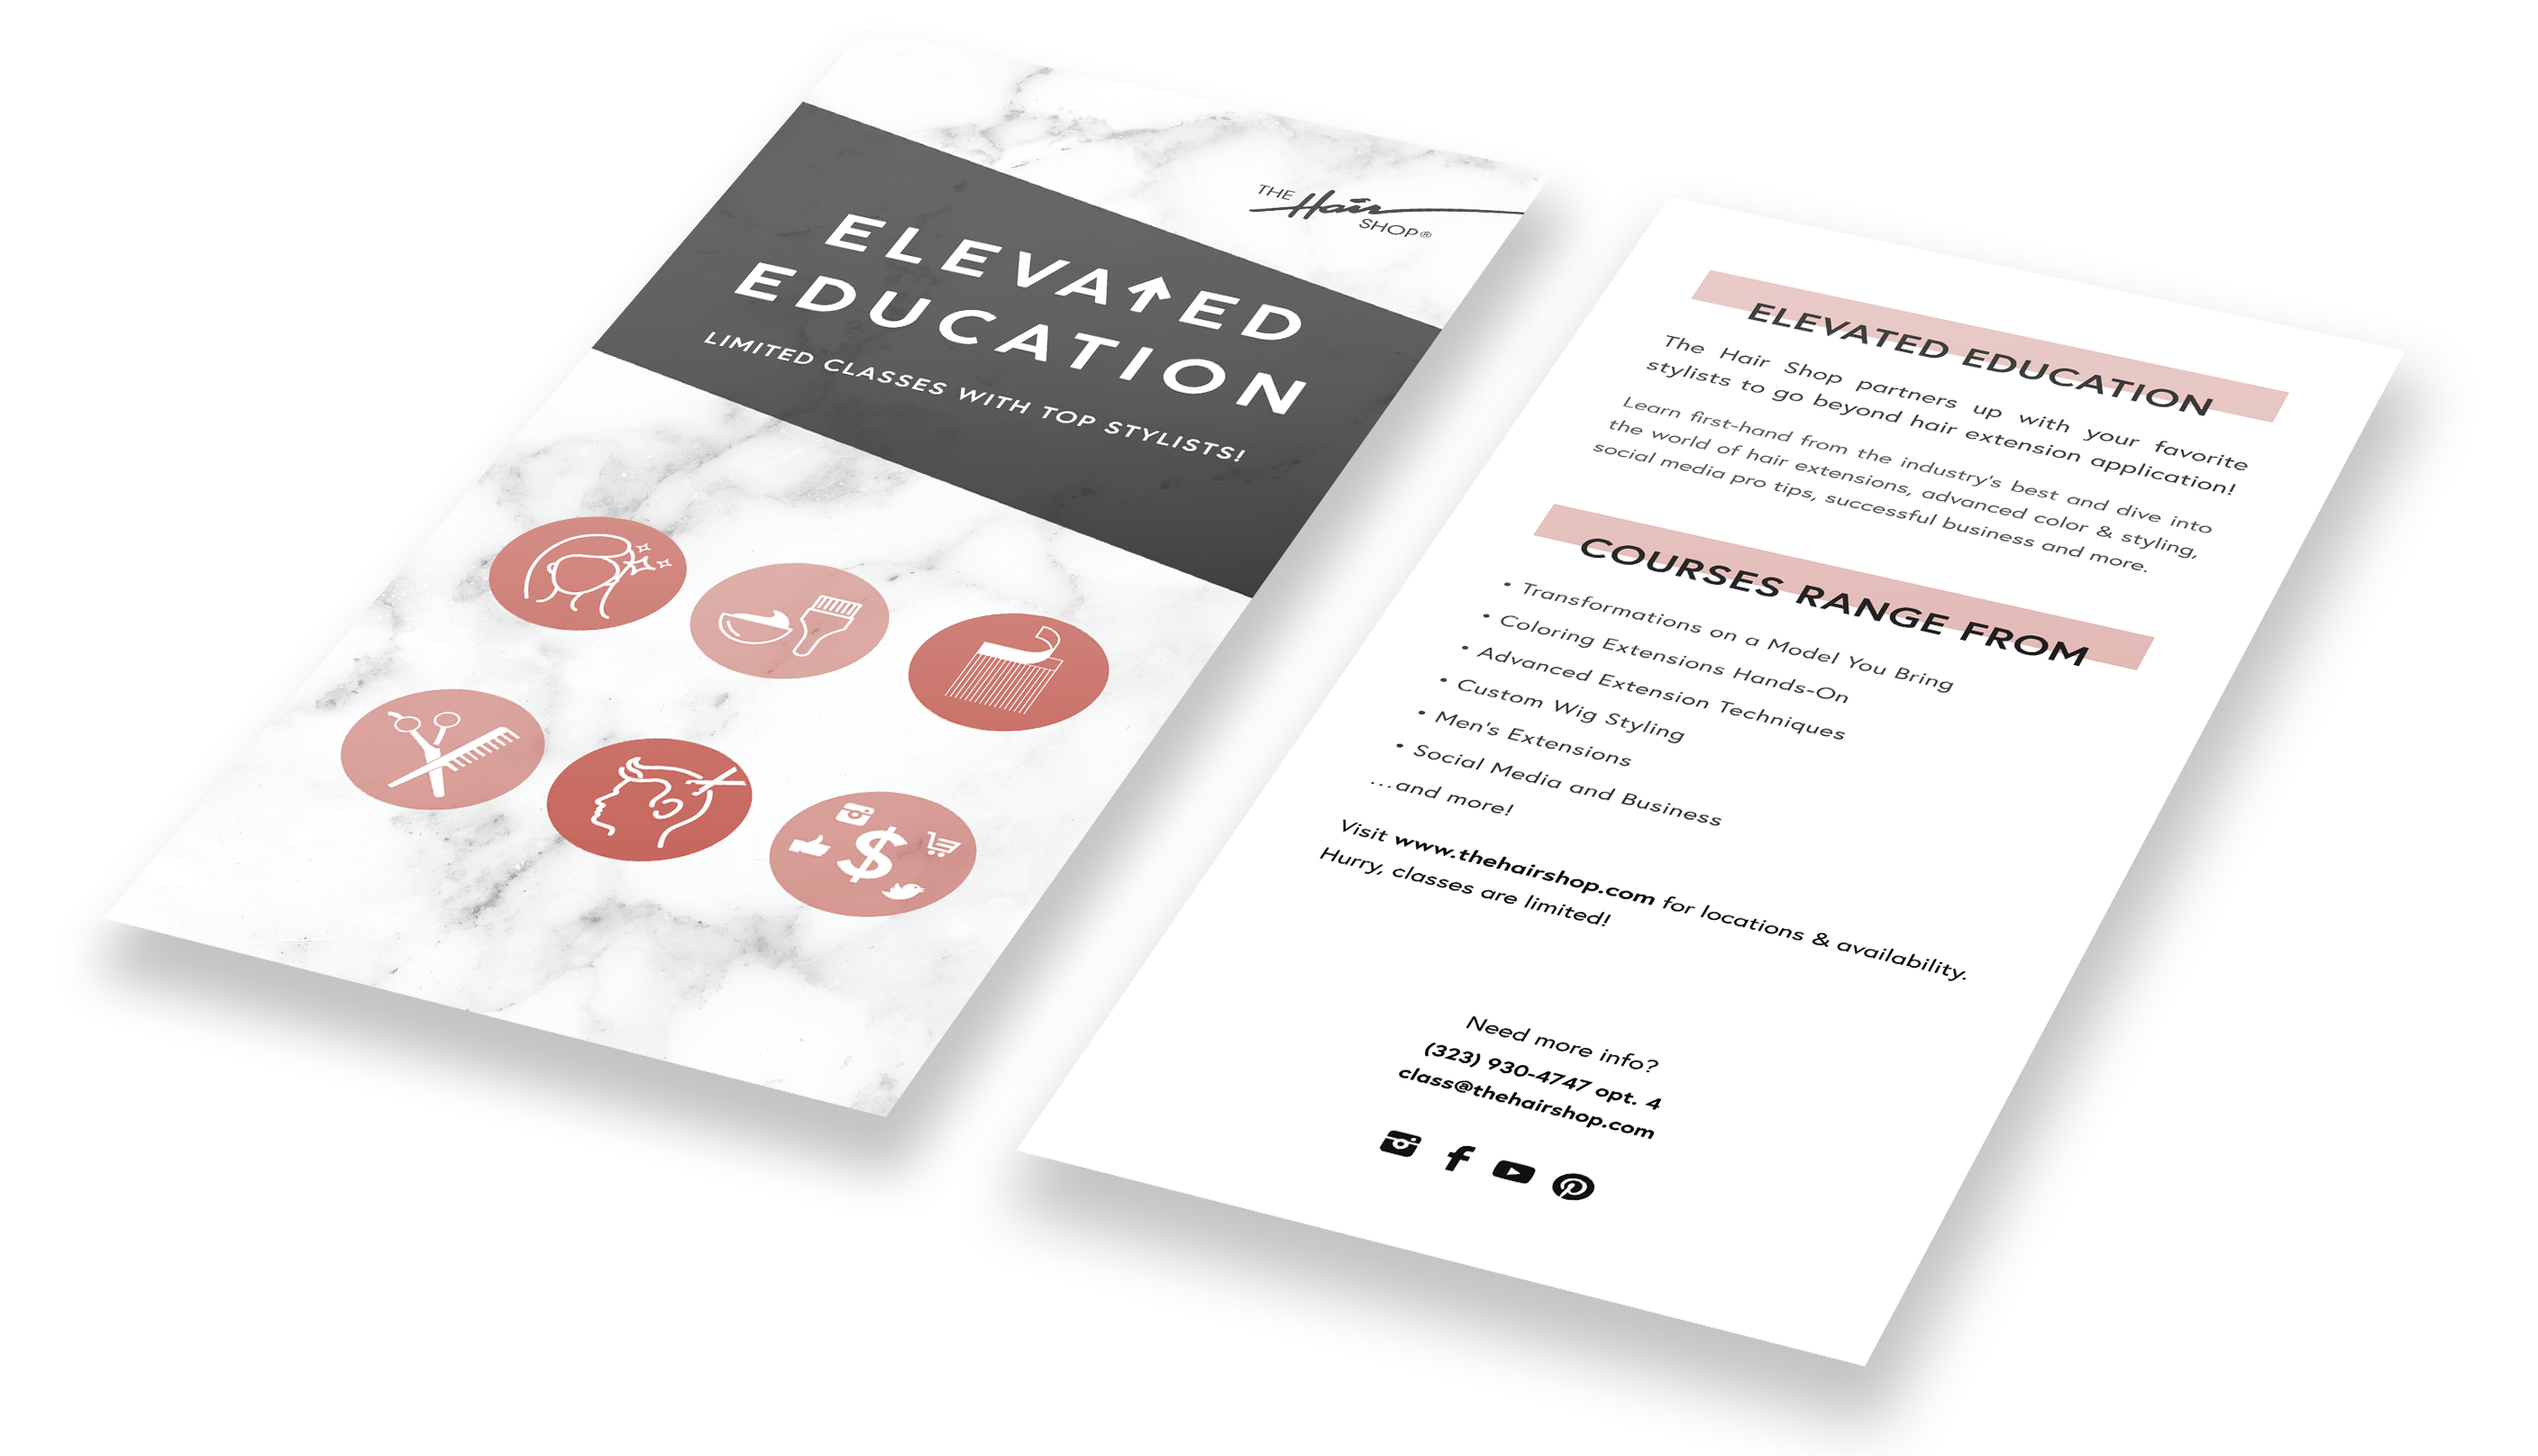 THE Hair SHOP®
ELEVATED
EDUCATION
LIMITED CLASSES WITH TOP STYLISTS!
$
ELEVATED EDUCATION
The Hair Shop partners up with your favorite
stylists to go beyond hair extension application!
Learn first-hand from the industry's best and dive into
the world of hair extensions, advanced color & styling,
social media pro tips, successful business and more.
COURSES RANGE FROM
• Transformations on a Model You Bring
• Coloring Extensions Hands-On
• Advanced Extension Techniques
• Custom Wig Styling
• Men's Extensions
• Social Media and Business
...and more!
Visit www.thehairshop.com for locations & availability.
Hurry, classes are limited!
Need more info?
(323) 930-4747 opt. 4
class@thehairshop.com